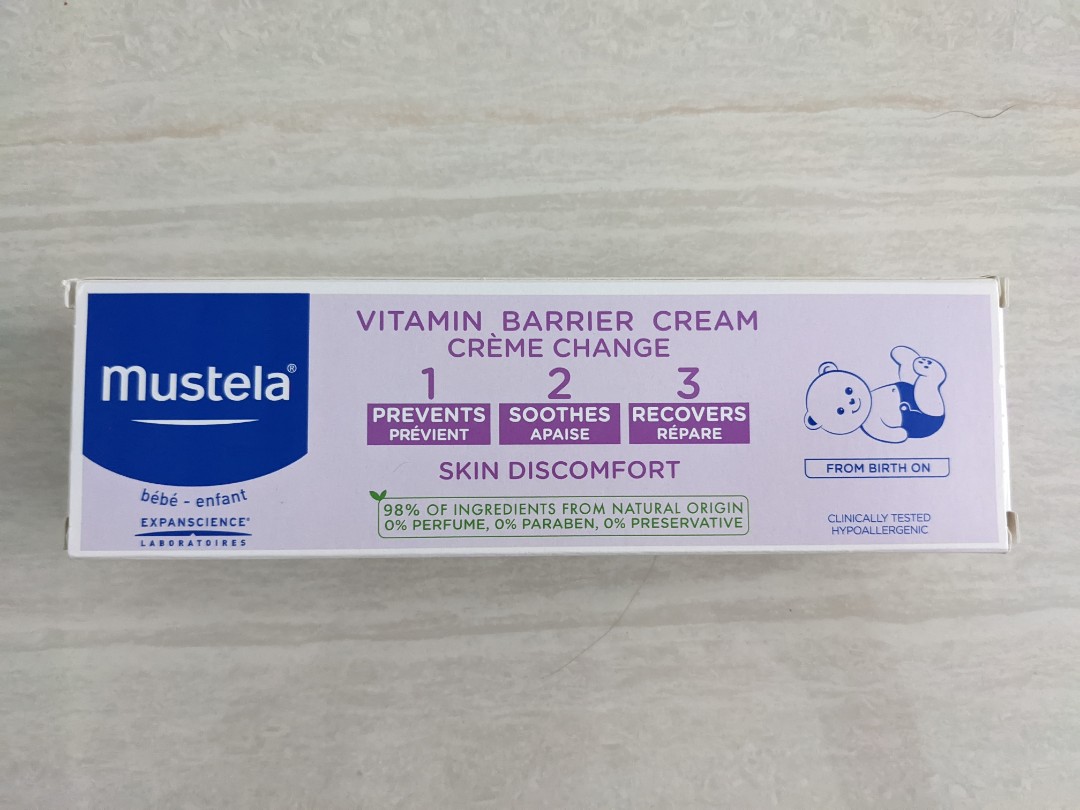 mustela®
bébé - enfant
EXPANSCIENCE®
LABORATOIRES
VITAMIN BARRIER CREAM
CRÈME CHANGE
1 2 3
PREVENTS SOOTHES RECOVERS
PRÉVIENT APAISE RÉPARE
SKIN DISCOMFORT
98% OF INGREDIENTS FROM NATURAL ORIGIN
0% PERFUME, 0% PARABEN, 0% PRESERVATIVE
FROM BIRTH ON
CLINICALLY TESTED
HYPOALLERGENIC